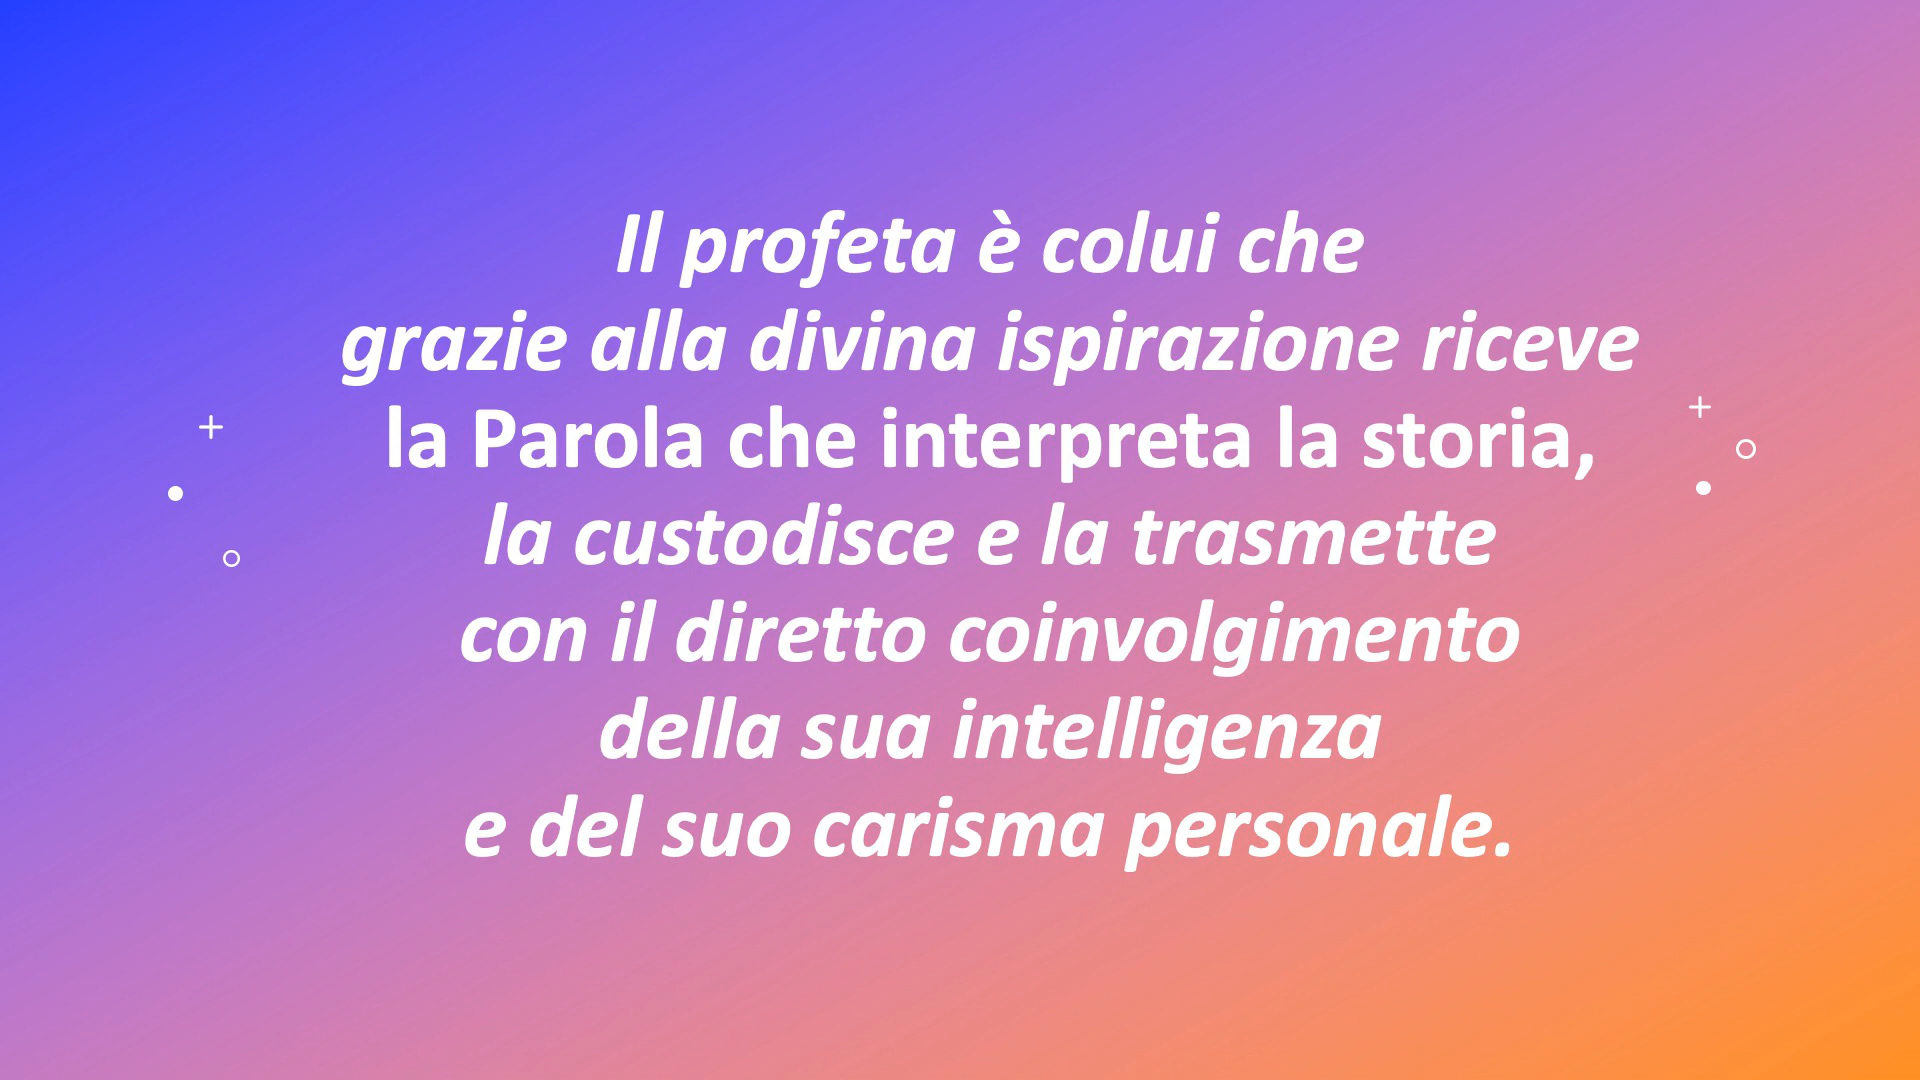 Il profeta è colui che
grazie alla divina ispirazione riceve
la Parola che interpreta la storia,
la custodisce e la trasmette
con il diretto coinvolgimento
della sua intelligenza
e del suo carisma personale.